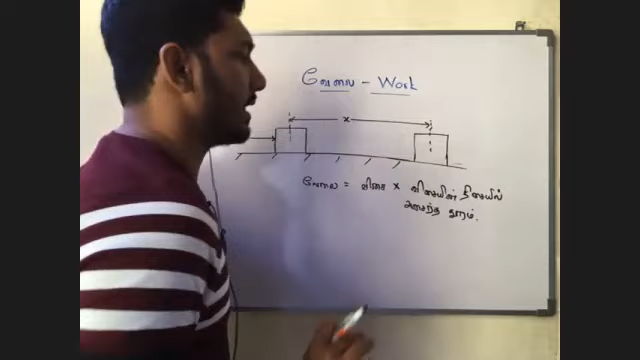 வேலை - Work
x
வேலை = விசை × விசையின் திசையில்
அசைந்த தூரம்.